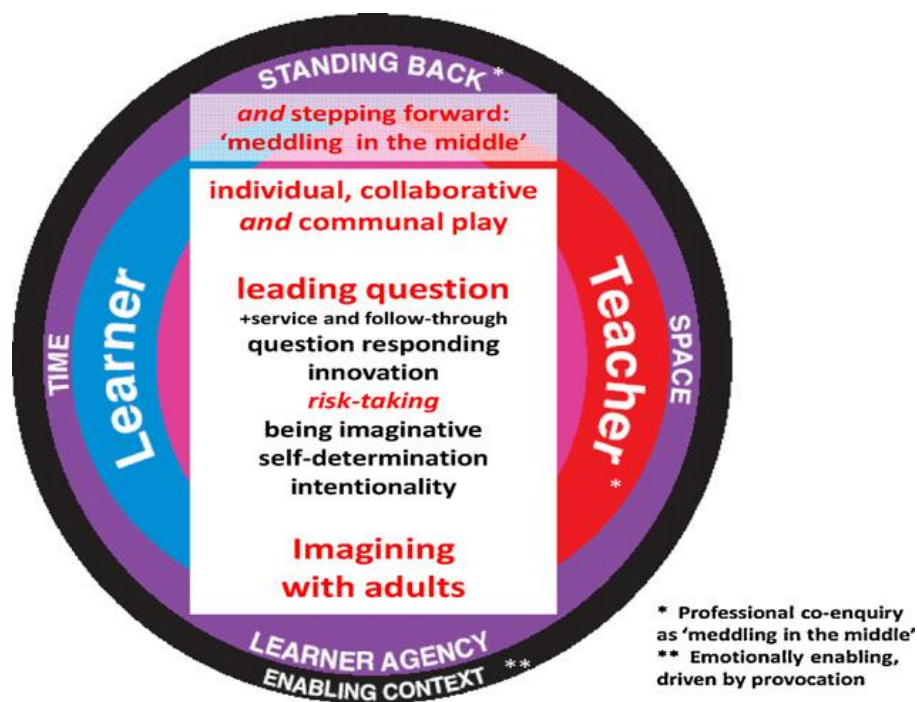 STANDING BACK *
and stepping forward:
‘meddling in the middle’
individual, collaborative
and communal play
leading question
+service and follow-through
question responding
innovation
risk-taking
being imaginative
self-determination
intentionality
Imagining
with adults
Learner
Teacher *
TIME
SPACE
LEARNER AGENCY
ENABLING CONTEXT **
* Professional co-enquiry
as ‘meddling in the middle’
** Emotionally enabling,
driven by provocation